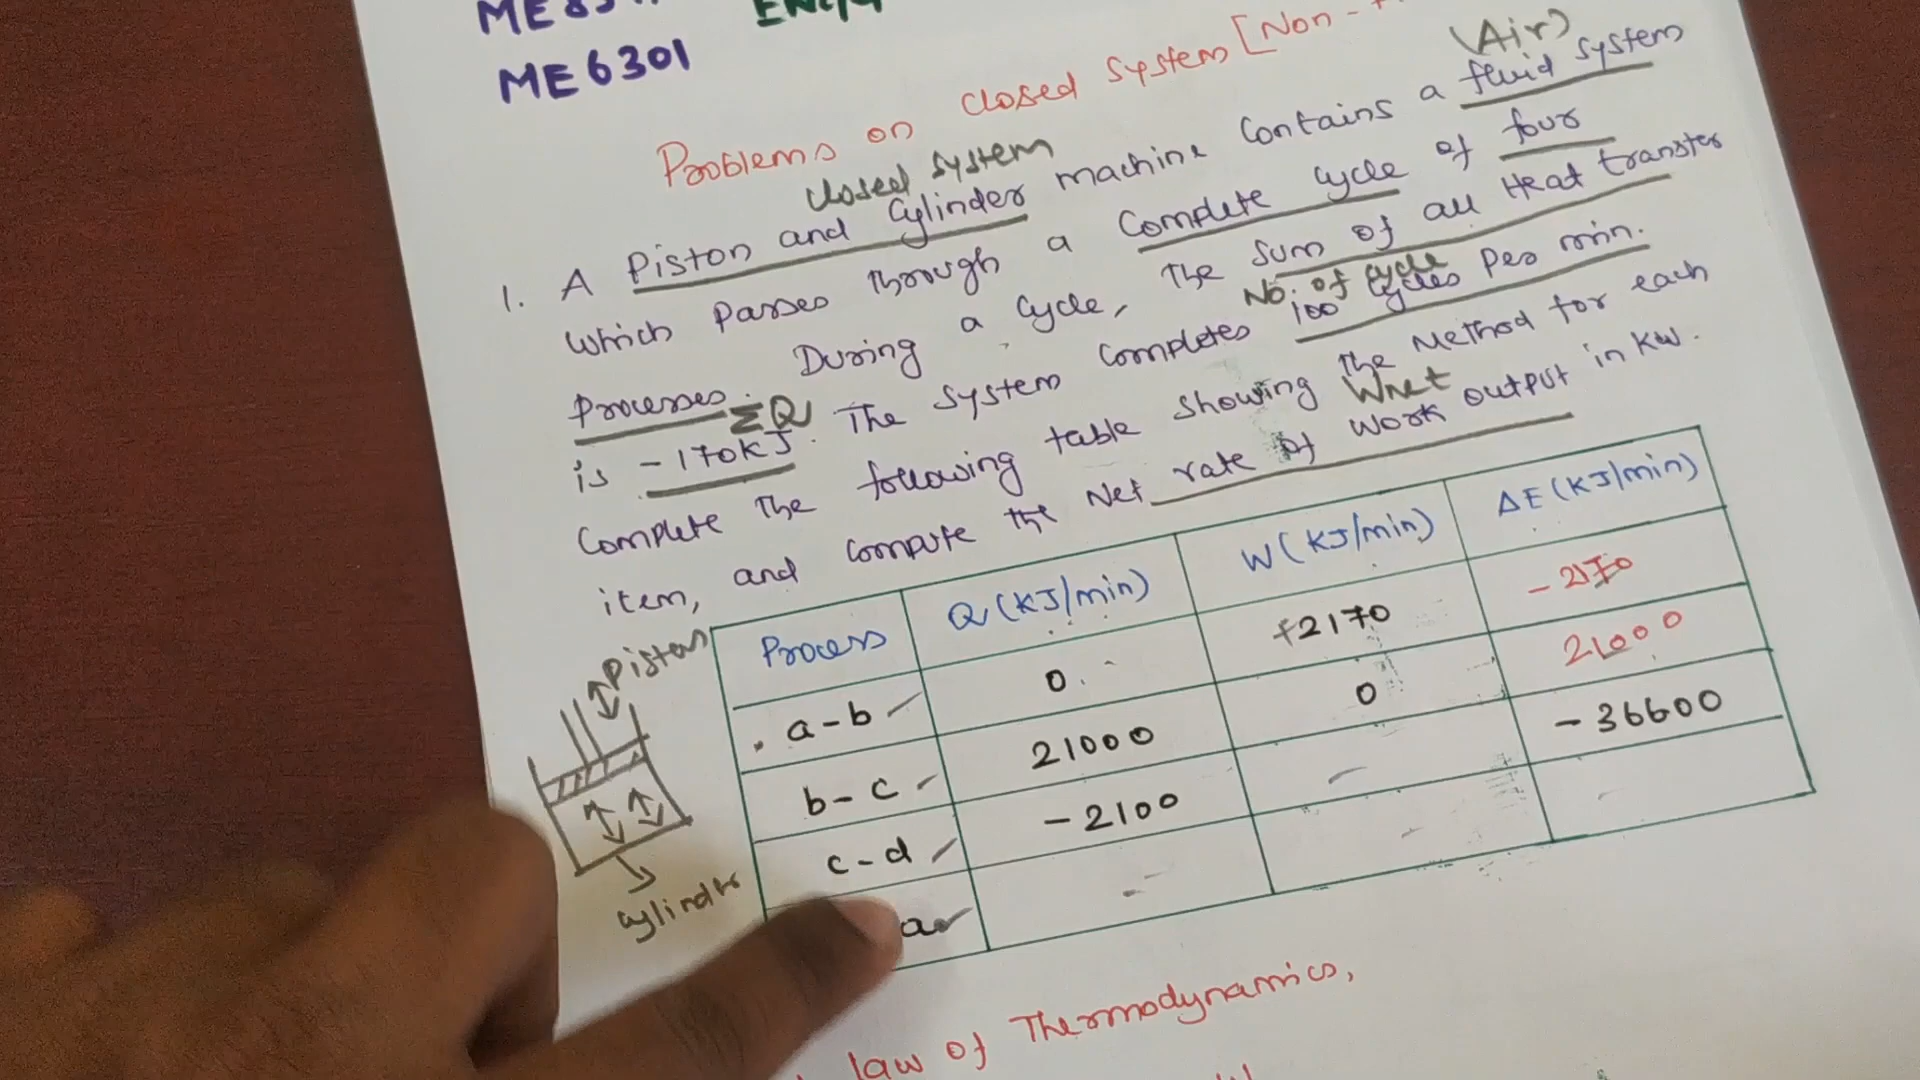 ME 6301
Problems on closed system [Non -
closed system
(Air)
1. A Piston and cylinder machine contains a fluid system
which passes through a complete cycle of four
processes. During a cycle, The sum of all Heat transfer
ΣQ
No. of cycle
is -170KJ. The system completes 100 cycles per min.
Complete the following table showing the Method for each
Wnet
item, and compute the Net rate of work output in KW.
Process Q (KJ/min) W (KJ/min) ΔE (KJ/min)
a-b 0 +2170 -2170
b-c 21000 0 21000
c-d -2100 - -36600
a - - -
Piston
cylinder
law of Thermodynamics,